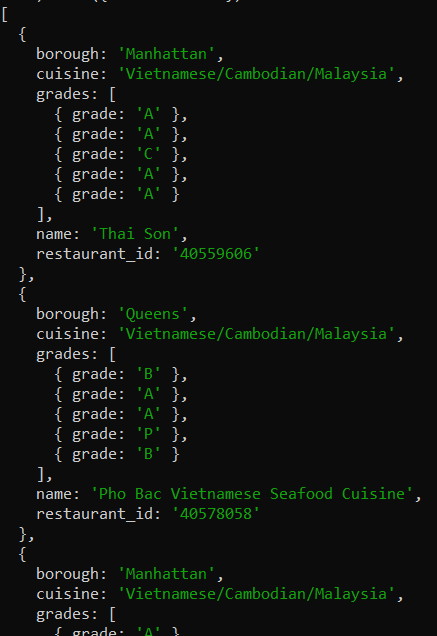 [
  {
    borough: 'Manhattan',
    cuisine: 'Vietnamese/Cambodian/Malaysia',
    grades: [
      { grade: 'A' },
      { grade: 'A' },
      { grade: 'C' },
      { grade: 'A' },
      { grade: 'A' }
    ],
    name: 'Thai Son',
    restaurant_id: '40559606'
  },
  {
    borough: 'Queens',
    cuisine: 'Vietnamese/Cambodian/Malaysia',
    grades: [
      { grade: 'B' },
      { grade: 'A' },
      { grade: 'A' },
      { grade: 'P' },
      { grade: 'B' }
    ],
    name: 'Pho Bac Vietnamese Seafood Cuisine',
    restaurant_id: '40578058'
  },
  {
    borough: 'Manhattan',
    cuisine: 'Vietnamese/Cambodian/Malaysia',
    grades: [
      { grade: 'A' }